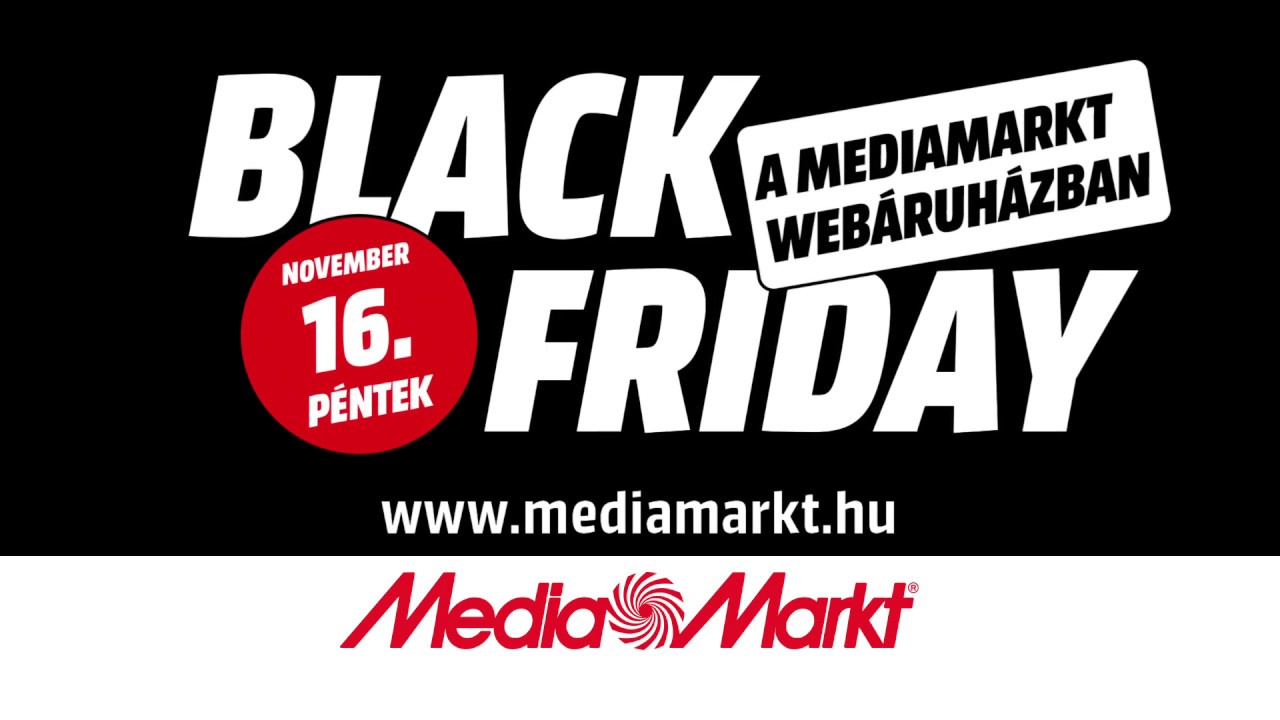 BLACK
A MEDIAMARKT
WEBÁRUHÁZBAN
NOVEMBER
16.
PÉNTEK
FRIDAY
www.mediamarkt.hu
MediaMarkt®